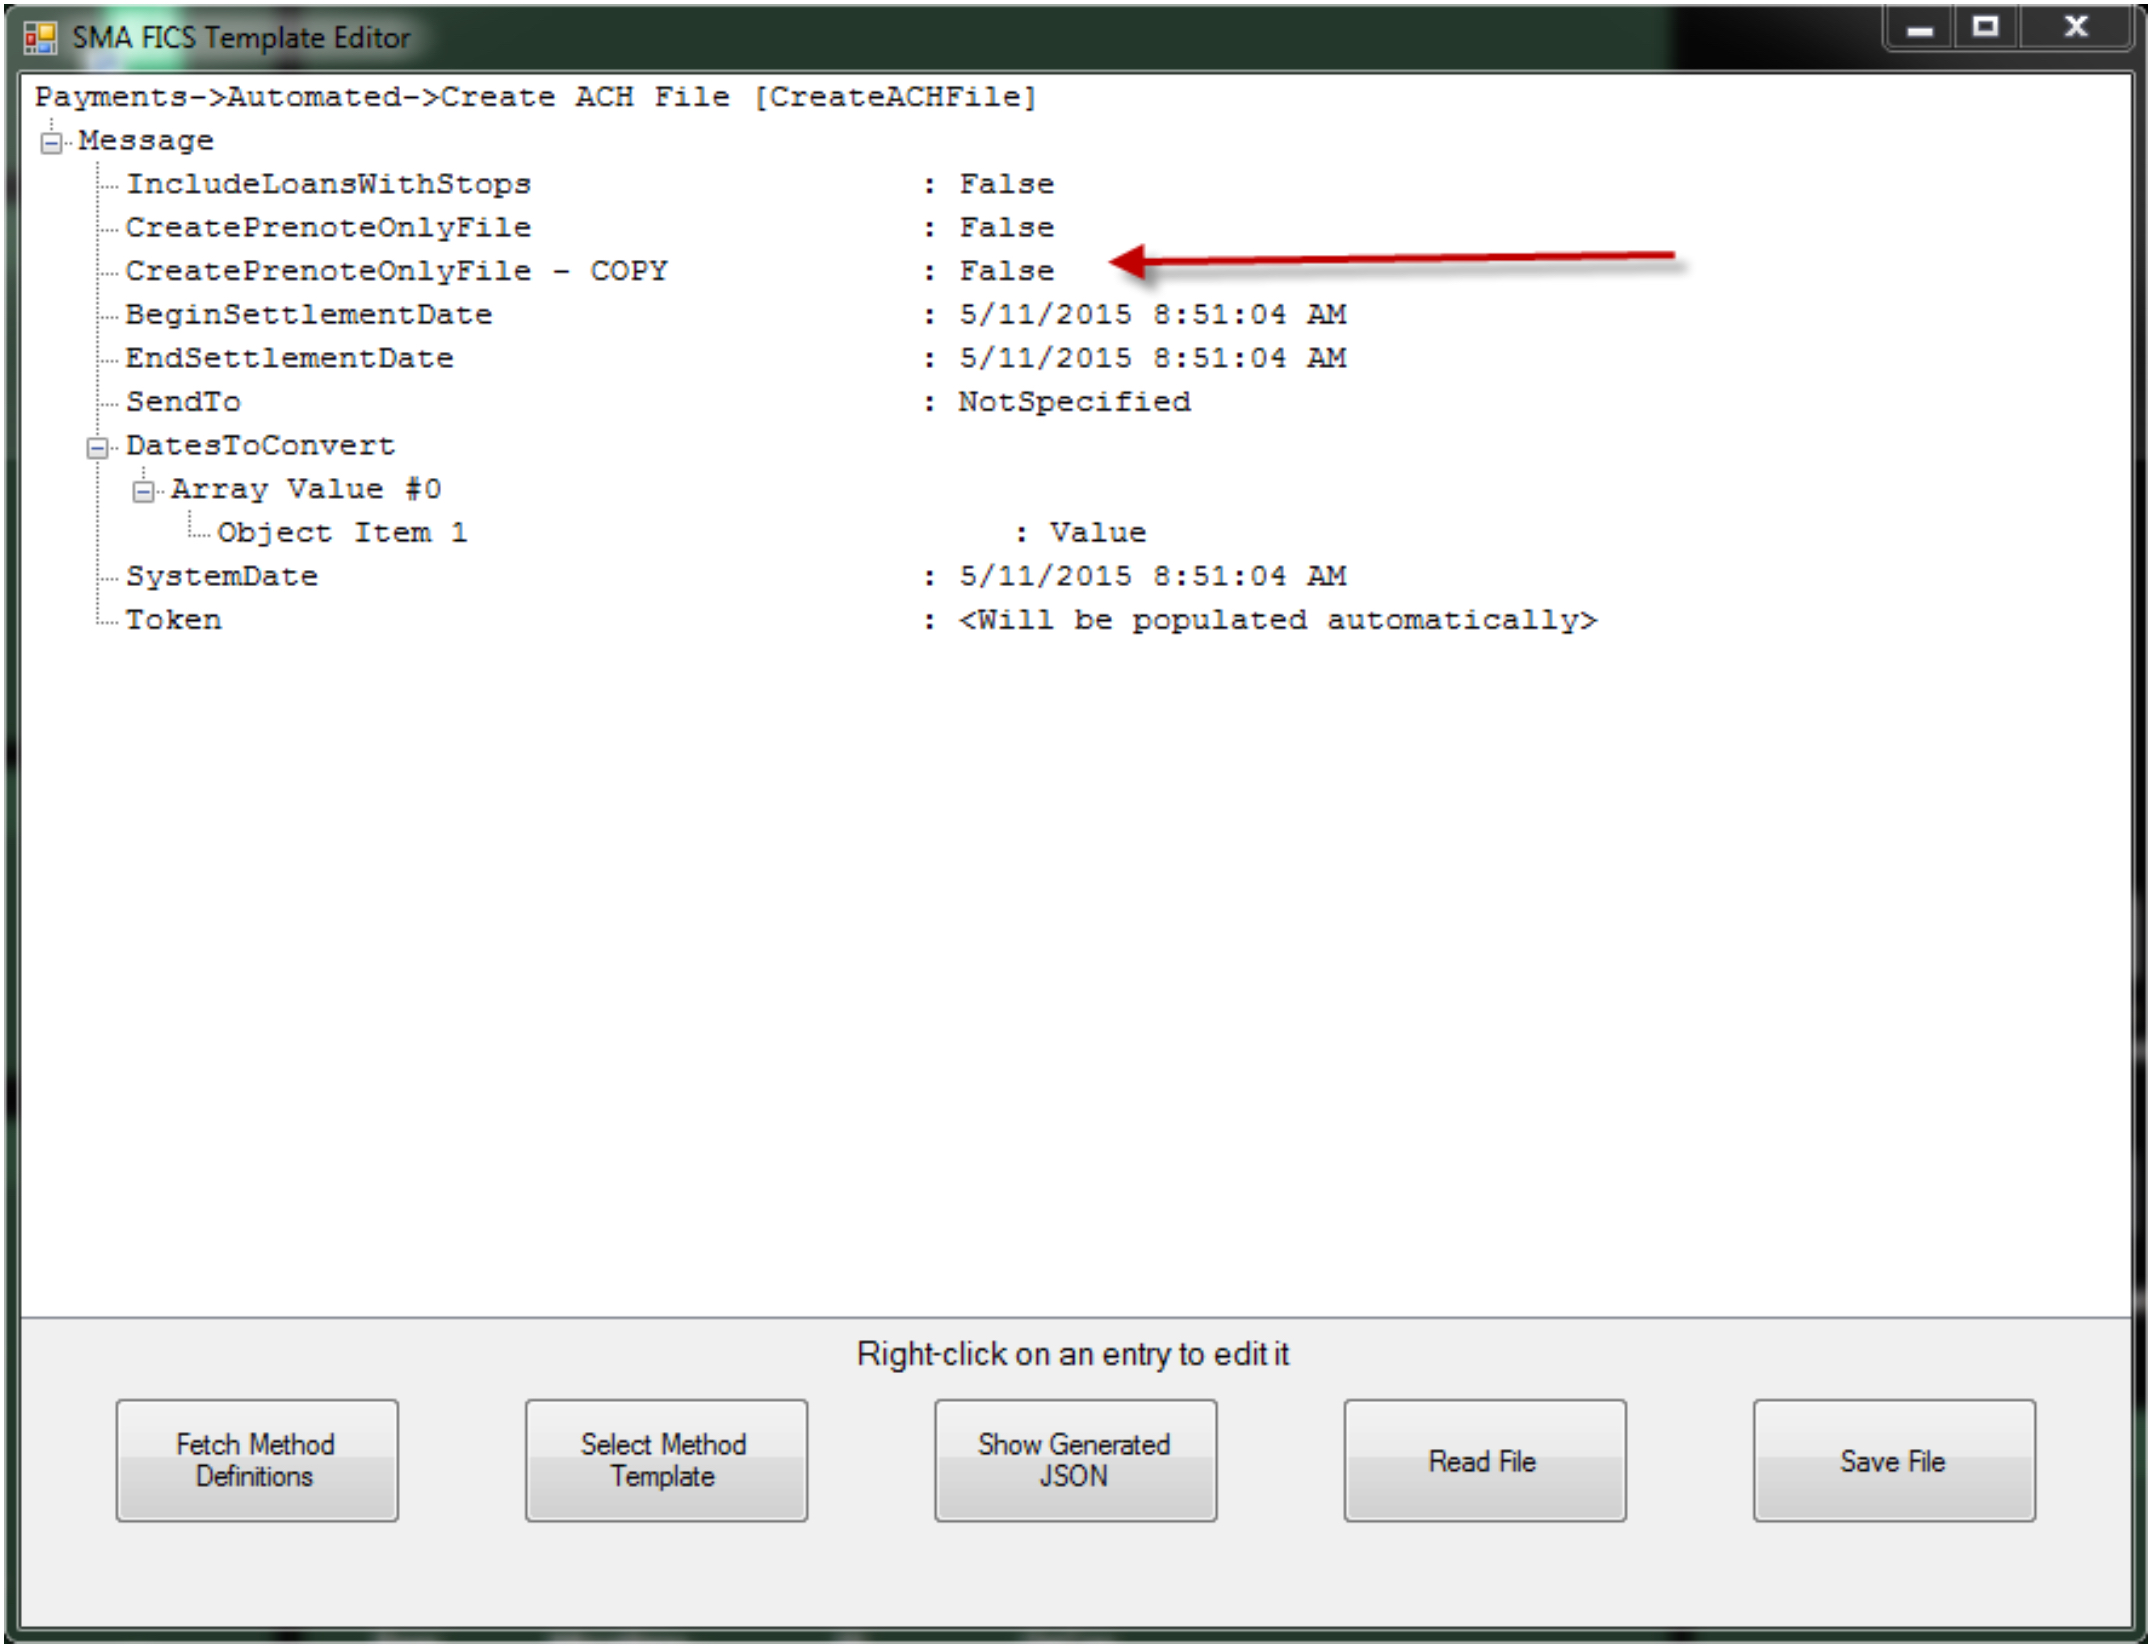 SMA FICS Template Editor
Payments->Automated->Create ACH File [CreateACHFile]
Message
IncludeLoansWithStops : False
CreatePrenoteOnlyFile : False
CreatePrenoteOnlyFile - COPY : False
BeginSettlementDate : 5/11/2015 8:51:04 AM
EndSettlementDate : 5/11/2015 8:51:04 AM
SendTo : NotSpecified
DatesToConvert
Array Value #0
Object Item 1 : Value
SystemDate : 5/11/2015 8:51:04 AM
Token : <Will be populated automatically>
Right-click on an entry to edit it
Fetch Method
Definitions
Select Method
Template
Show Generated
JSON
Read File
Save File